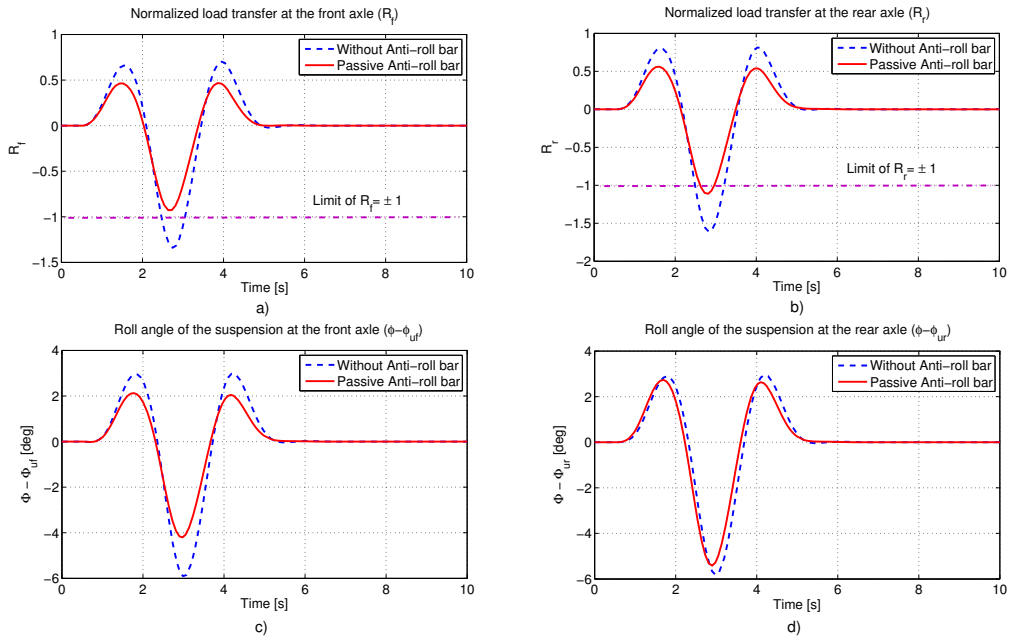 Normalized load transfer at the front axle (R_f)
1
0.5
0
−0.5
−1
−1.5
R_f
Without Anti−roll bar
Passive Anti−roll bar
Limit of R_f= ± 1
0 2 4 6 8 10
Time [s]
a)
Normalized load transfer at the rear axle (R_r)
1
0.5
0
−0.5
−1
−1.5
−2
R_r
Without Anti−roll bar
Passive Anti−roll bar
Limit of R_r= ± 1
0 2 4 6 8 10
Time [s]
b)
Roll angle of the suspension at the front axle (ϕ−ϕ_uf)
4
2
0
−2
−4
−6
Φ − Φ_uf [deg]
Without Anti−roll bar
Passive Anti−roll bar
0 2 4 6 8 10
Time [s]
c)
Roll angle of the suspension at the rear axle (ϕ−ϕ_ur)
4
2
0
−2
−4
−6
Φ − Φ_ur [deg]
Without Anti−roll bar
Passive Anti−roll bar
0 2 4 6 8 10
Time [s]
d)